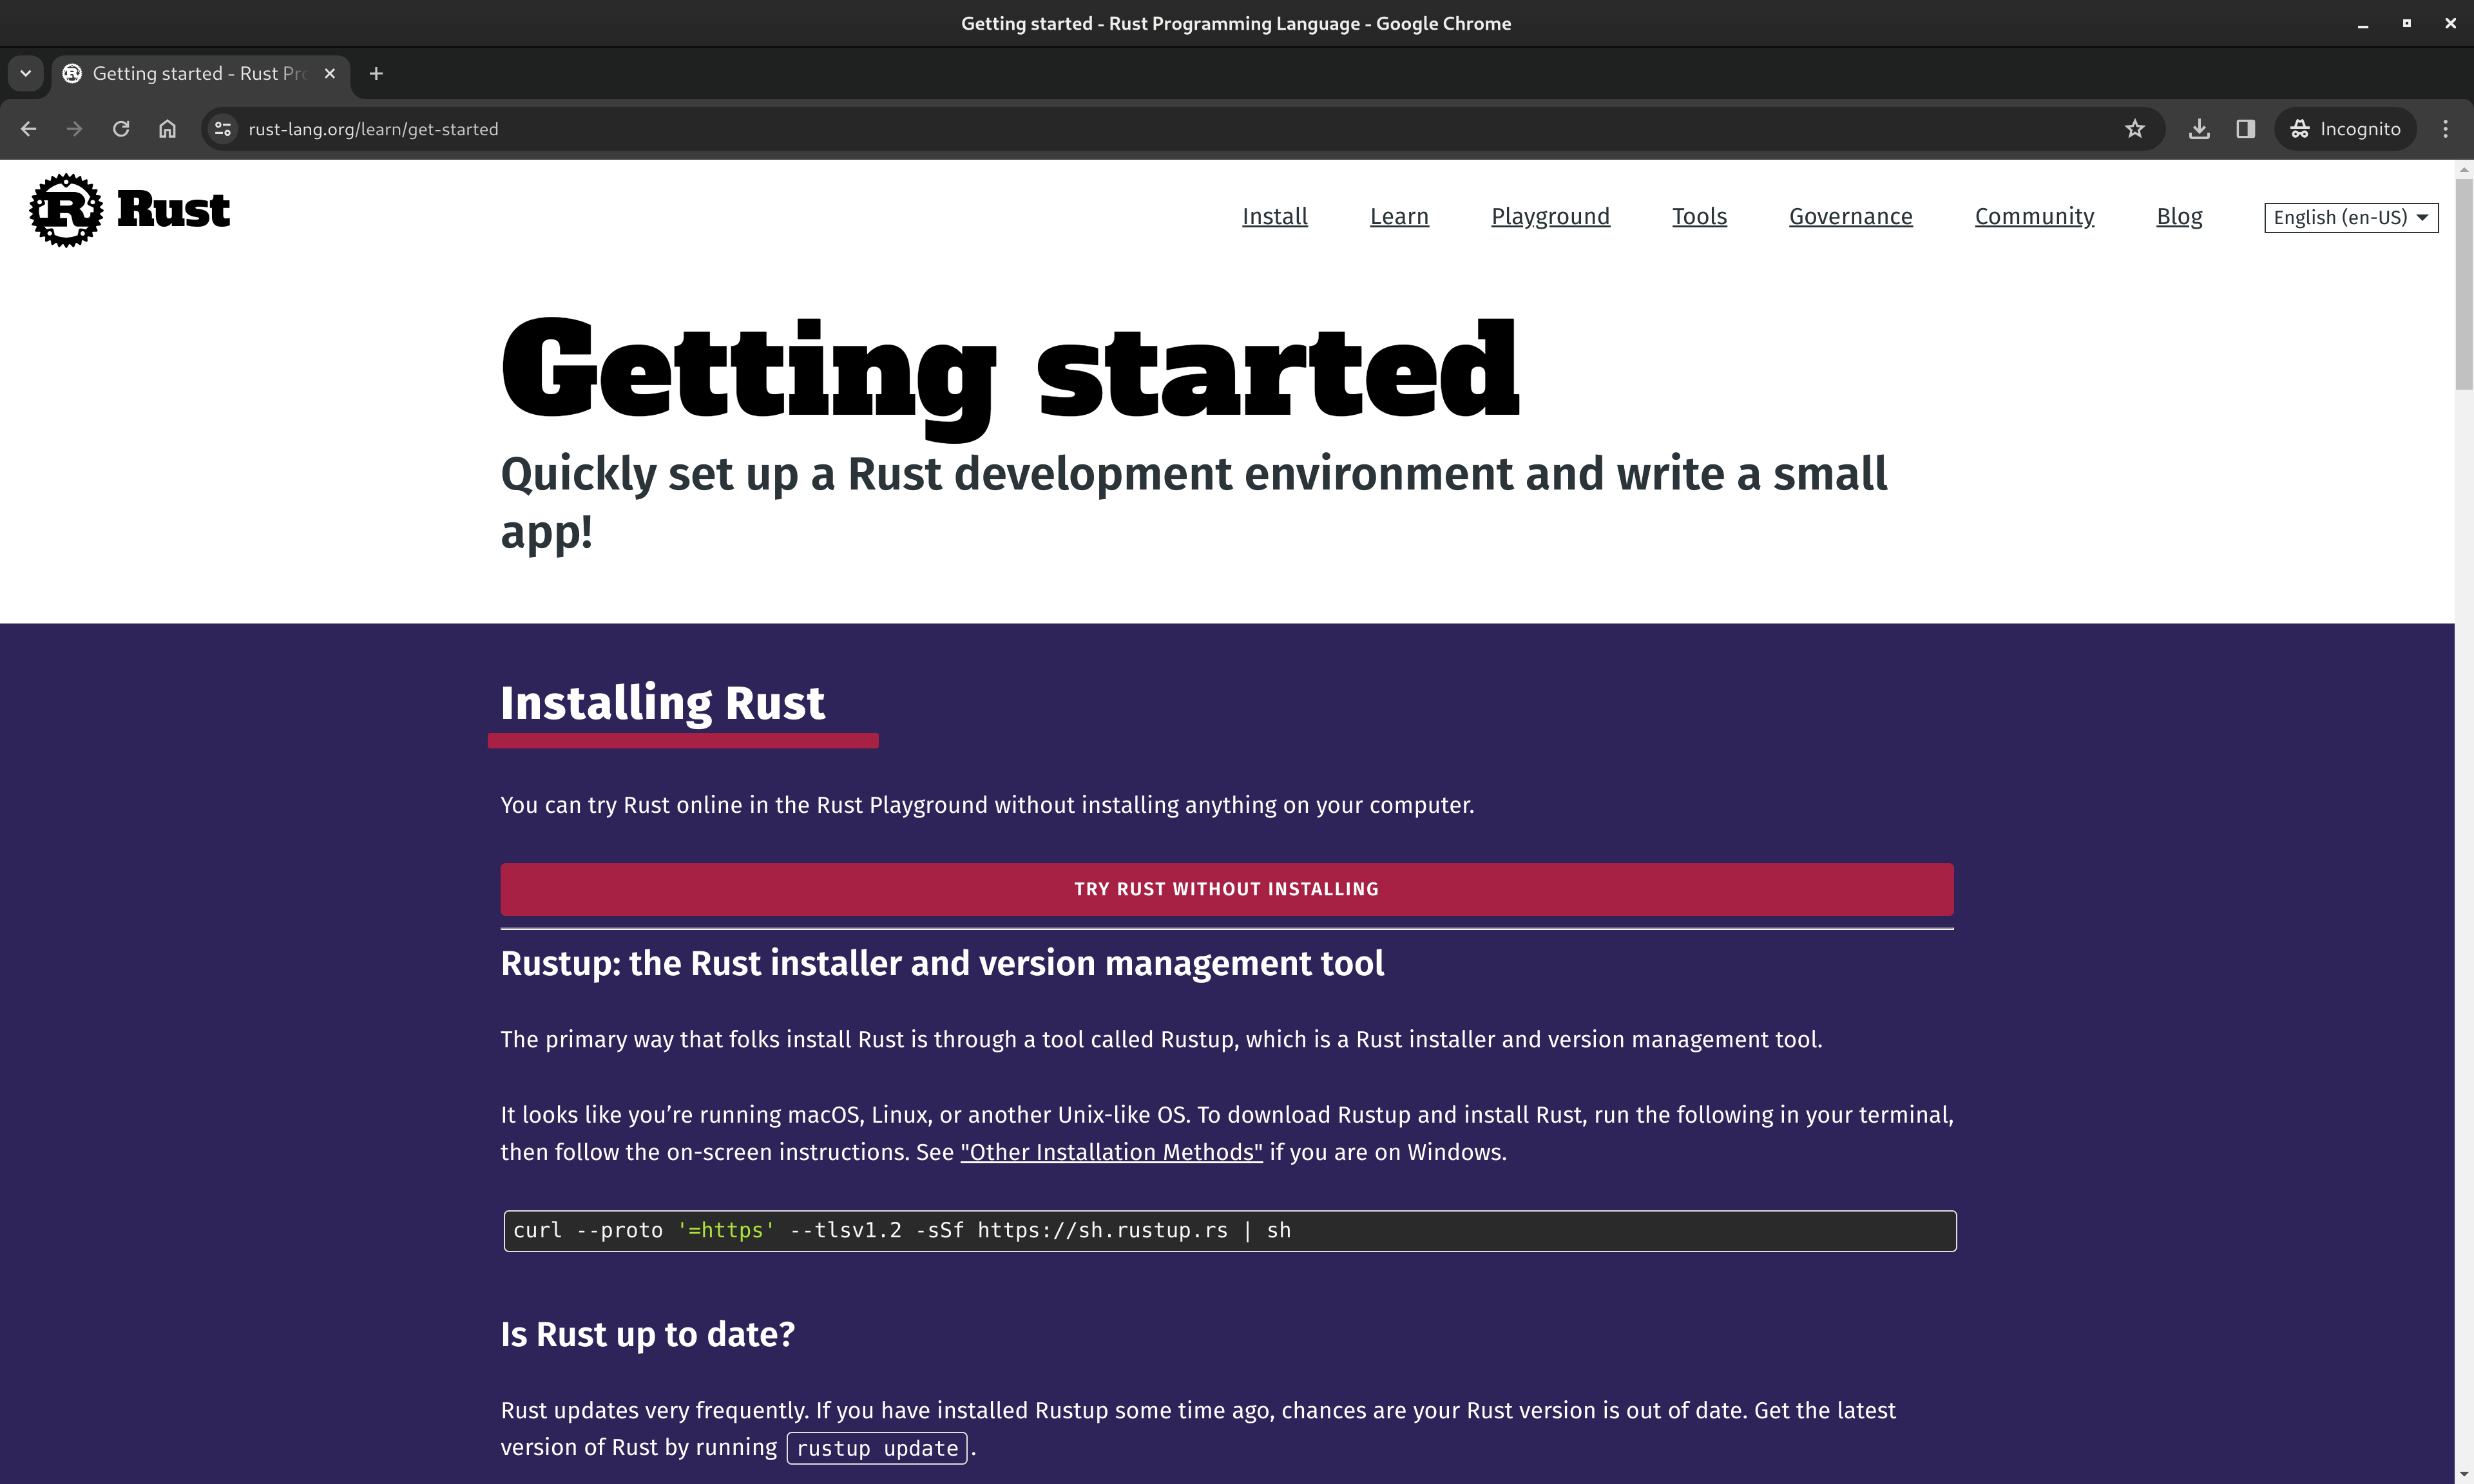 Getting started - Rust Programming Language - Google Chrome
Getting started - Rust Pro
rust-lang.org/learn/get-started
Incognito
Rust
Install
Learn
Playground
Tools
Governance
Community
Blog
English (en-US)
Getting started
Quickly set up a Rust development environment and write a small
app!
Installing Rust
You can try Rust online in the Rust Playground without installing anything on your computer.
TRY RUST WITHOUT INSTALLING
Rustup: the Rust installer and version management tool
The primary way that folks install Rust is through a tool called Rustup, which is a Rust installer and version management tool.
It looks like you’re running macOS, Linux, or another Unix-like OS. To download Rustup and install Rust, run the following in your terminal,
then follow the on-screen instructions. See "Other Installation Methods" if you are on Windows.
curl --proto '=https' --tlsv1.2 -sSf https://sh.rustup.rs | sh
Is Rust up to date?
Rust updates very frequently. If you have installed Rustup some time ago, chances are your Rust version is out of date. Get the latest
version of Rust by running rustup update.